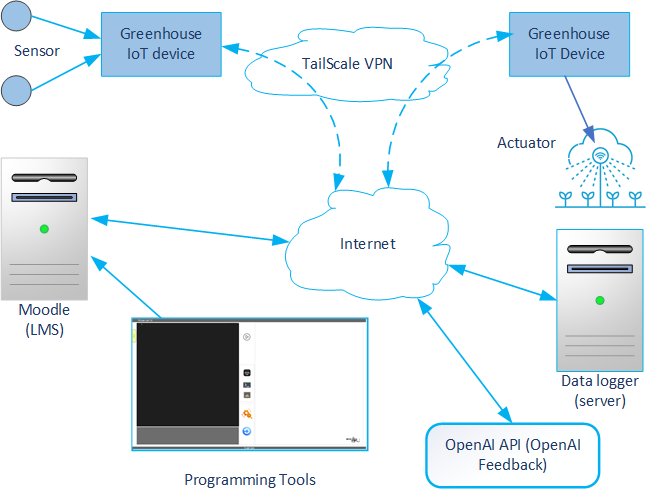 Greenhouse
IoT device
Sensor
TailScale VPN
Greenhouse
IoT Device
Actuator
Internet
Moodle
(LMS)
Data logger
(server)
OpenAI API (OpenAI
Feedback)
Programming Tools